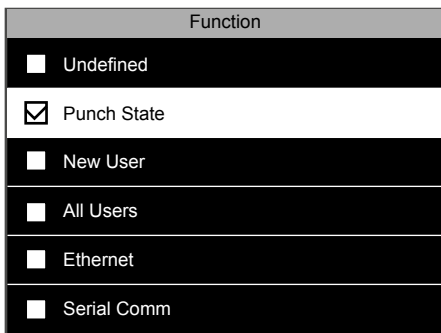 Function
Undefined
Punch State
New User
All Users
Ethernet
Serial Comm